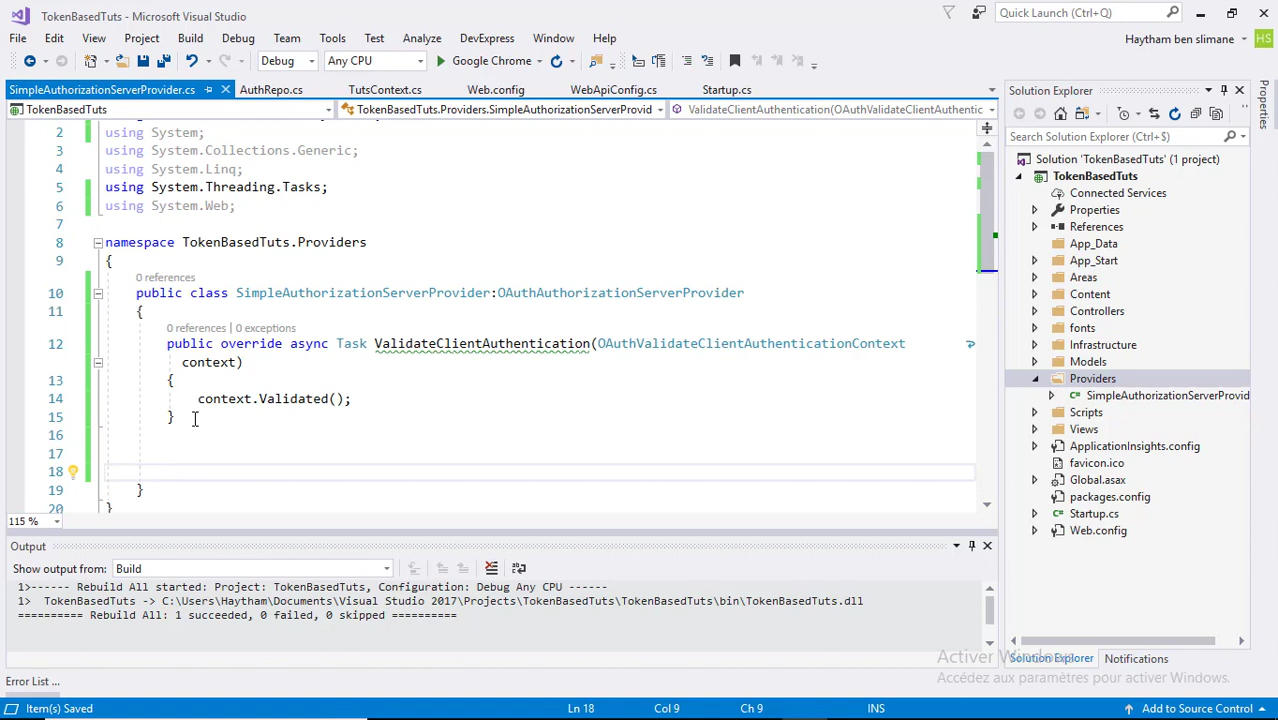 TokenBasedTuts - Microsoft Visual Studio
Quick Launch (Ctrl+Q)
File Edit View Project Build Debug Team Tools Test Analyze DevExpress Window Help
Haytham ben slimane
HS
Debug Any CPU Google Chrome
SimpleAuthorizationServerProvider.cs AuthRepo.cs TutsContext.cs Web.config WebApiConfig.cs Startup.cs
TokenBasedTuts TokenBasedTuts.Providers.SimpleAuthorizationServerProvid ValidateClientAuthentication(OAuthValidateClientAuthentic
2 using System;
3 using System.Collections.Generic;
4 using System.Linq;
5 using System.Threading.Tasks;
6 using System.Web;
7
8 namespace TokenBasedTuts.Providers
9 {
0 references
10 public class SimpleAuthorizationServerProvider:OAuthAuthorizationServerProvider
11 {
0 references | 0 exceptions
12 public override async Task ValidateClientAuthentication(OAuthValidateClientAuthenticationContext
context)
13 {
14 context.Validated();
15 }
16
17
18
19 }
20 }
115 %
Output
Show output from: Build
1>------ Rebuild All started: Project: TokenBasedTuts, Configuration: Debug Any CPU ------
1> TokenBasedTuts -> C:\Users\Haytham\Documents\Visual Studio 2017\Projects\TokenBasedTuts\TokenBasedTuts\bin\TokenBasedTuts.dll
========== Rebuild All: 1 succeeded, 0 failed, 0 skipped ==========
Error List ...
Item(s) Saved Ln 18 Col 9 Ch 9 INS Add to Source Control
Solution Explorer
Search Solution Explorer (Ctrl+$)
Solution 'TokenBasedTuts' (1 project)
TokenBasedTuts
Connected Services
Properties
References
App_Data
App_Start
Areas
Content
Controllers
fonts
Infrastructure
Models
Providers
C# SimpleAuthorizationServerProvid
Scripts
Views
ApplicationInsights.config
favicon.ico
Global.asax
packages.config
C# Startup.cs
Web.config
Solution Explorer Notifications
Properties
Activer Windows
Accédez aux paramètres pour activer Windows.